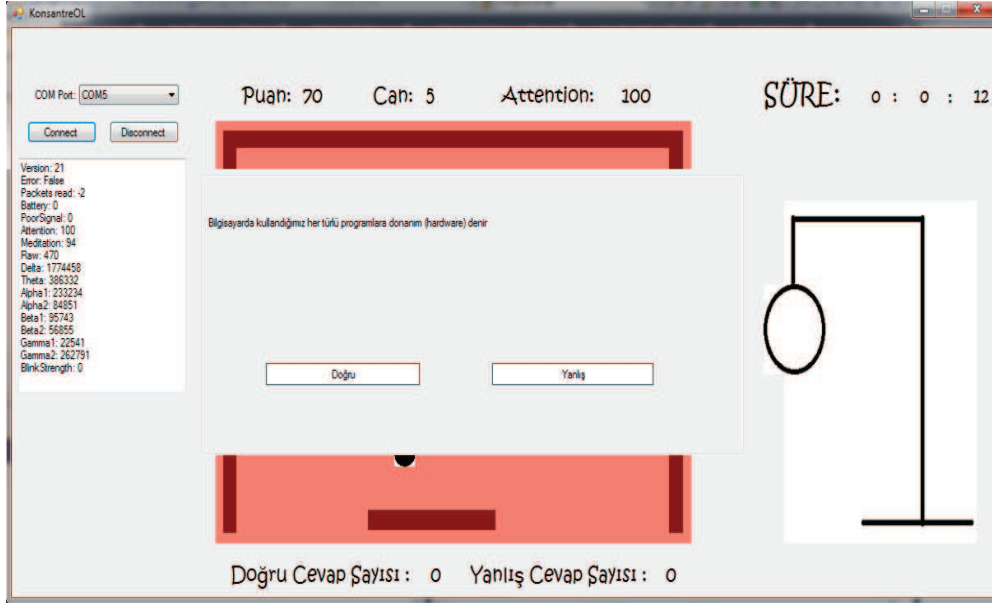 KonsantreOL
COM Port: COM5
Connect Disconnect
Version: 21
Error: False
Packets read: -2
Battery: 0
PoorSignal: 0
Attention: 100
Meditation: 94
Raw: 470
Delta: 1774458
Theta: 386332
Alpha1: 233234
Alpha2: 84851
Beta1: 95743
Beta2: 56855
Gamma1: 22541
Gamma2: 262791
BlinkStrength: 0
Puan: 70 Can: 5 Attention: 100
SÜRE: 0 : 0 : 12
Bilgisayarda kullandığımız her türlü programlara donanım (hardware) denir
Doğru Yanlış
Doğru Cevap Sayısı : 0 Yanlış Cevap Sayısı : 0